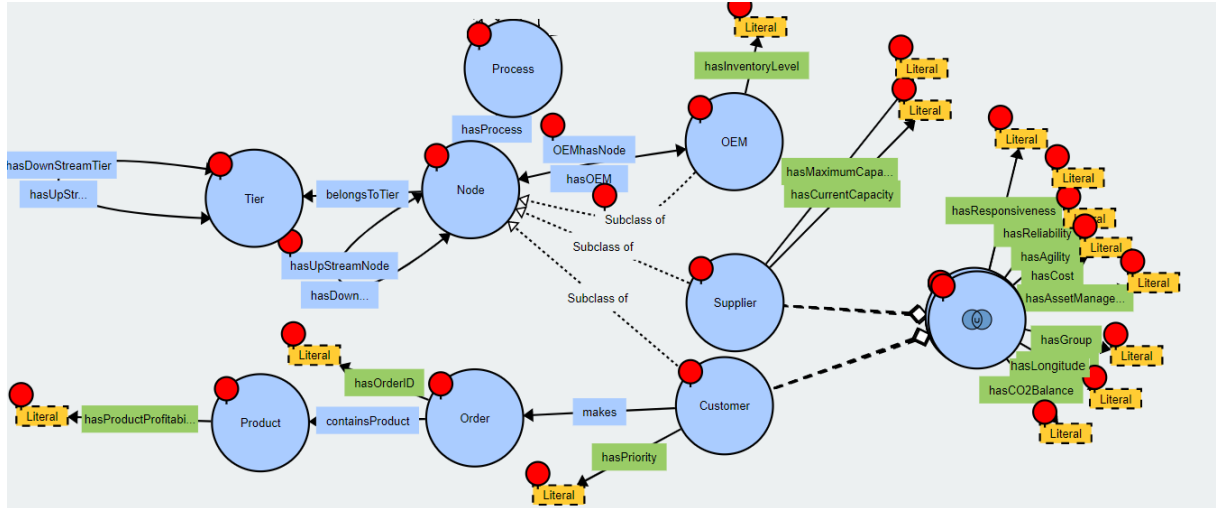 Literal
Process
hasInventoryLevel
Literal
Literal
hasProcess
OEMhasNode
OEM
Literal
hasDownStreamTier
hasUpStr...
Tier
belongsToTier
Node
hasOEM
hasMaximumCapa...
hasCurrentCapacity
Literal
Subclass of
hasResponsiveness
Literal
hasReliability
Literal
hasUpStreamNode
Subclass of
hasAgility
hasCost
Literal
hasDown...
Subclass of
Supplier
hasAssetManage...
hasGroup
Literal
Literal
hasOrderID
hasLongitude
hasCO2Balance
Literal
Literal
hasProductProfitabi...
Product
containsProduct
Order
makes
Customer
Literal
hasPriority
Literal